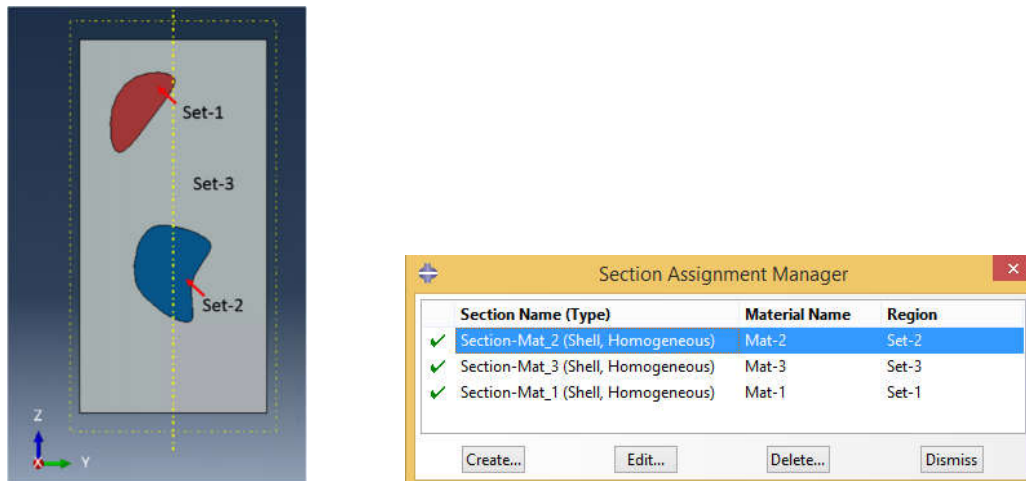 Set-1
Set-3
Set-2
Z
Y
Section Assignment Manager
Section Name (Type) Material Name Region
Section-Mat_2 (Shell, Homogeneous) Mat-2 Set-2
Section-Mat_3 (Shell, Homogeneous) Mat-3 Set-3
Section-Mat_1 (Shell, Homogeneous) Mat-1 Set-1
Create... Edit... Delete... Dismiss